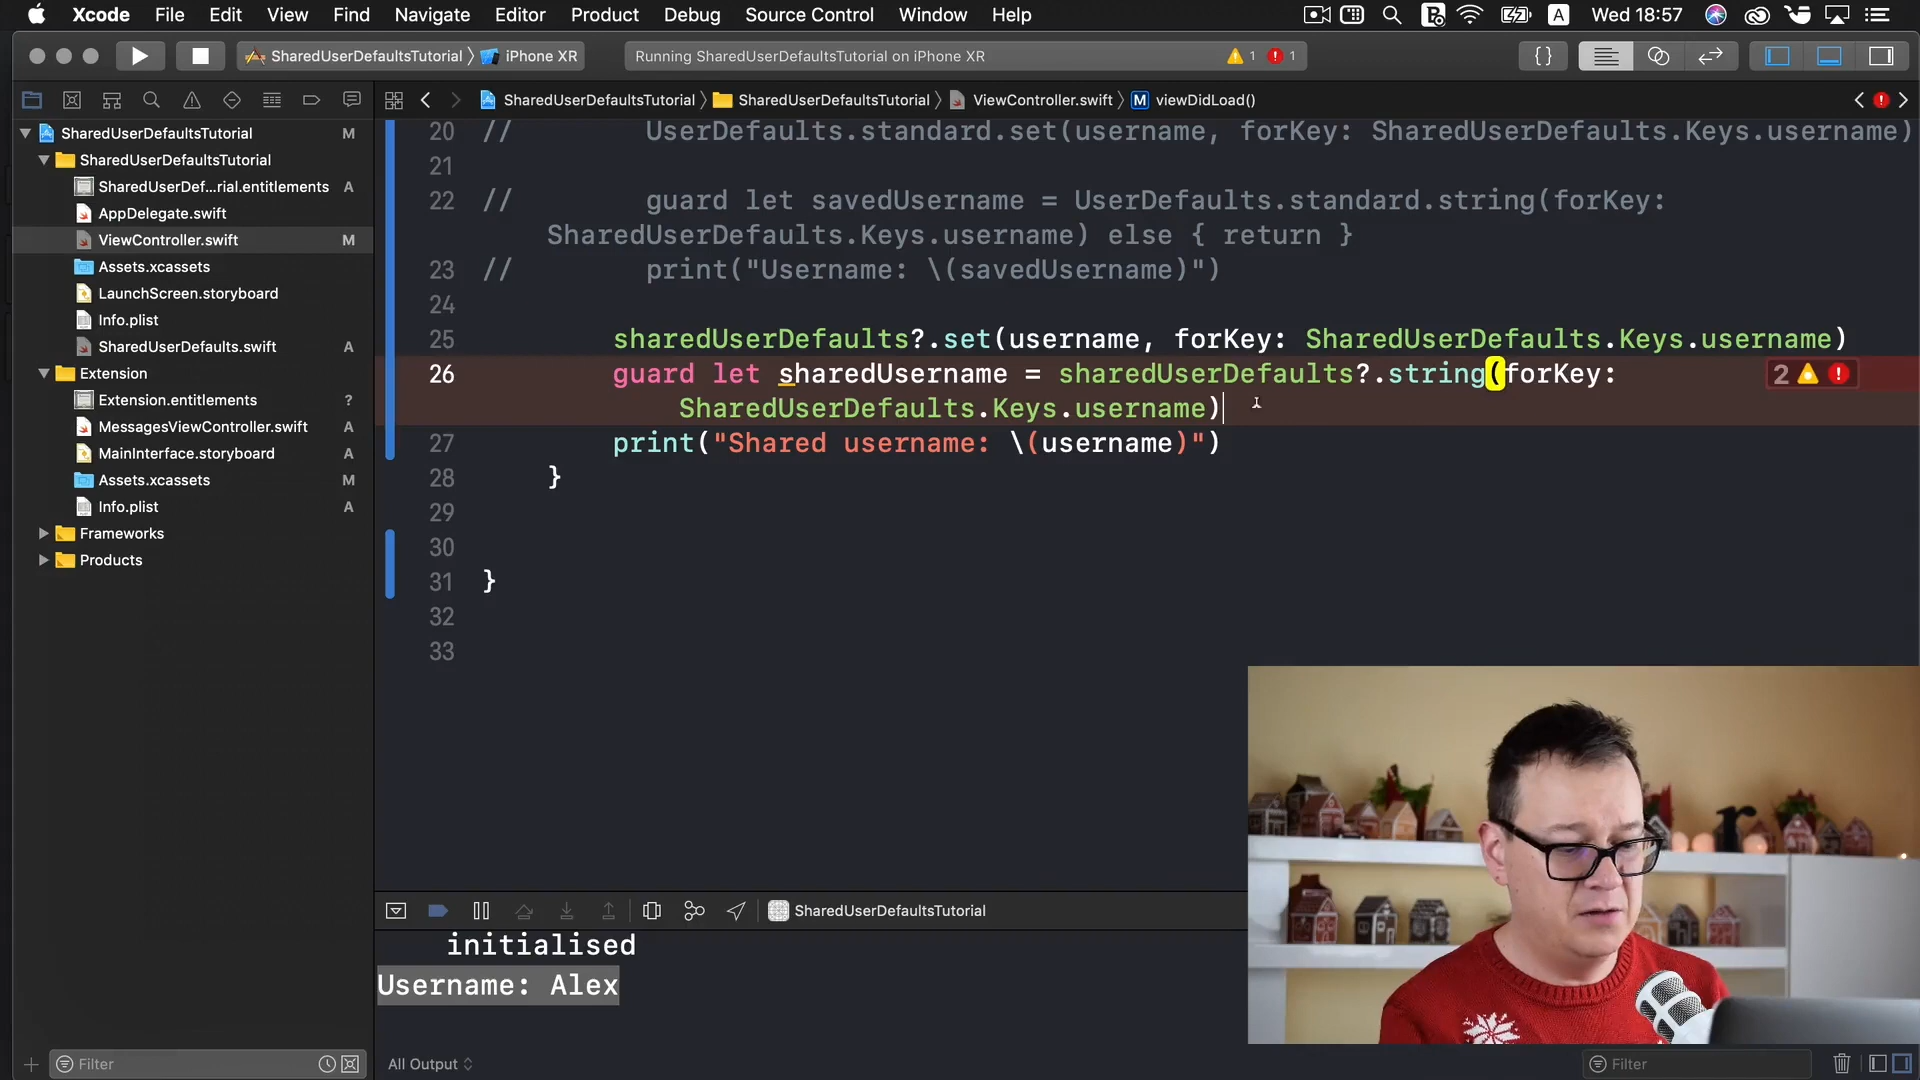 Xcode File Edit View Find Navigate Editor Product Debug Source Control Window Help A Wed 18:57
SharedUserDefaultsTutorial iPhone XR
Running SharedUserDefaultsTutorial on iPhone XR
1 1
{}
SharedUserDefaultsTutorial SharedUserDefaultsTutorial ViewController.swift M viewDidLoad()
SharedUserDefaultsTutorial M
SharedUserDefaultsTutorial
SharedUserDef...rial.entitlements A
AppDelegate.swift
ViewController.swift M
Assets.xcassets
LaunchScreen.storyboard
Info.plist
SharedUserDefaults.swift A
Extension
Extension.entitlements ?
MessagesViewController.swift A
MainInterface.storyboard A
Assets.xcassets M
Info.plist A
Frameworks
Products
Filter
20 // UserDefaults.standard.set(username, forKey: SharedUserDefaults.Keys.username)
21
22 // guard let savedUsername = UserDefaults.standard.string(forKey:
SharedUserDefaults.Keys.username) else { return }
23 // print("Username: \(savedUsername)")
24
25 sharedUserDefaults?.set(username, forKey: SharedUserDefaults.Keys.username)
26 guard let sharedUsername = sharedUserDefaults?.string(forKey: 2
SharedUserDefaults.Keys.username)
27 print("Shared username: \(username)")
28 }
29
30
31 }
32
33
SharedUserDefaultsTutorial
initialised
Username: Alex
All Output
Filter